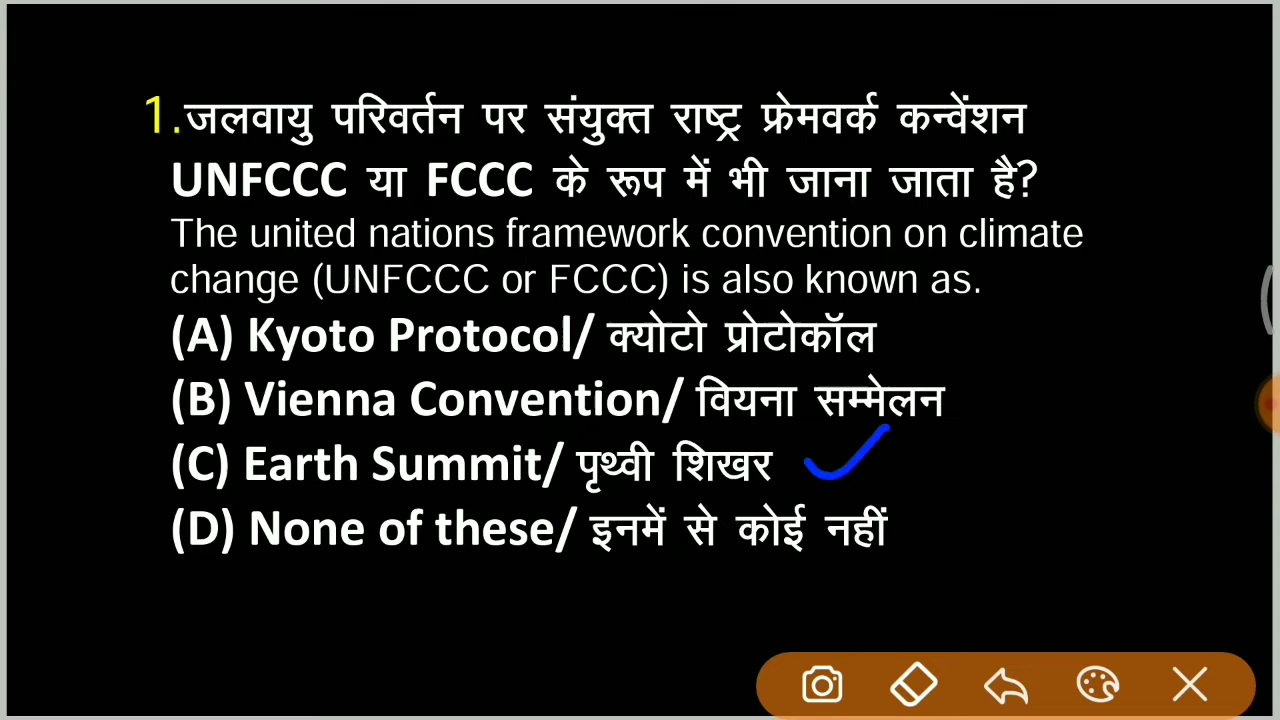 1.जलवायु परिवर्तन पर संयुक्त राष्ट्र फ्रेमवर्क कन्वेंशन
UNFCCC या FCCC के रूप में भी जाना जाता है?
The united nations framework convention on climate
change (UNFCCC or FCCC) is also known as.
(A) Kyoto Protocol/ क्योटो प्रोटोकॉल
(B) Vienna Convention/ वियना सम्मेलन
(C) Earth Summit/ पृथ्वी शिखर
(D) None of these/ इनमें से कोई नहीं